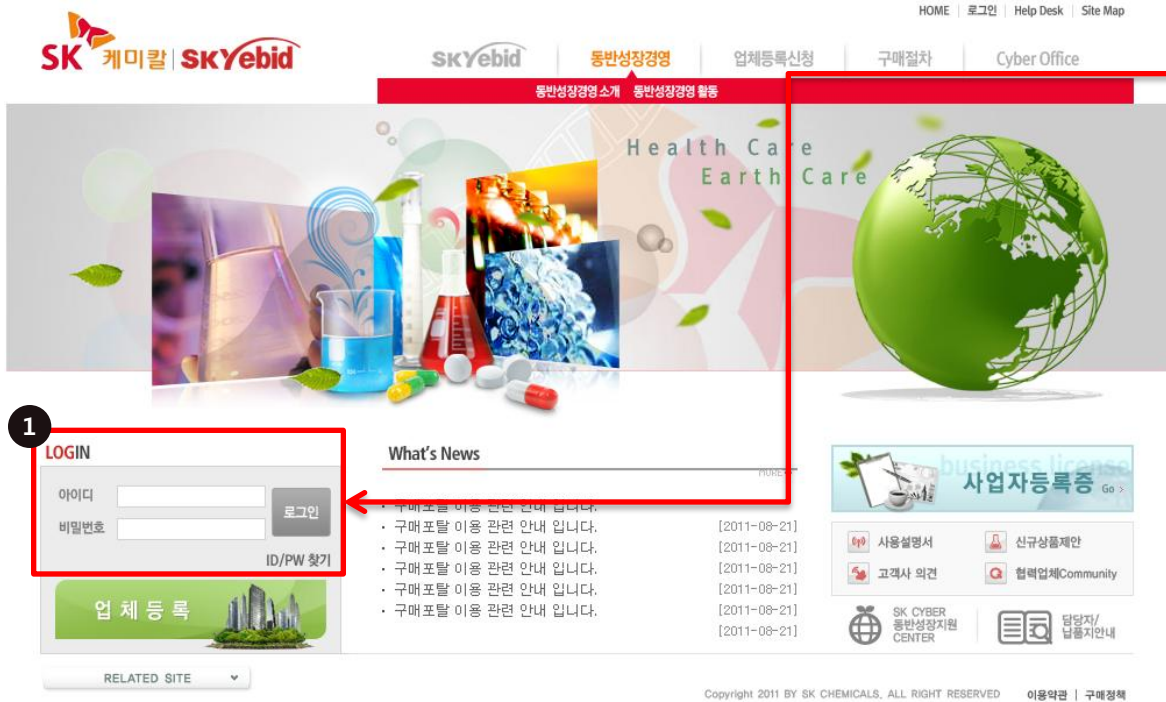 HOME | 로그인 | Help Desk | Site Map
SK 케미칼 | SKYebid
SKYebid 동반성장경영 업체등록신청 구매절차 Cyber Office
동반성장경영 소개 동반성장경영 활동
Health Care
Earth Care
1
LOGIN
아이디
비밀번호
로그인
ID/PW 찾기
업체등록
RELATED SITE
What's News
MORE
· 구매포탈 이용 관련 안내 입니다.
· 구매포탈 이용 관련 안내 입니다. [2011-08-21]
· 구매포탈 이용 관련 안내 입니다. [2011-08-21]
· 구매포탈 이용 관련 안내 입니다. [2011-08-21]
· 구매포탈 이용 관련 안내 입니다. [2011-08-21]
· 구매포탈 이용 관련 안내 입니다. [2011-08-21]
[2011-08-21]
business license
사업자등록증 Go >
사용설명서 신규상품제안
고객사 의견 협력업체Community
SK CYBER
동반성장지원
CENTER
담당자/
납품지안내
Copyright 2011 BY SK CHEMICALS, ALL RIGHT RESERVED 이용약관 | 구매정책